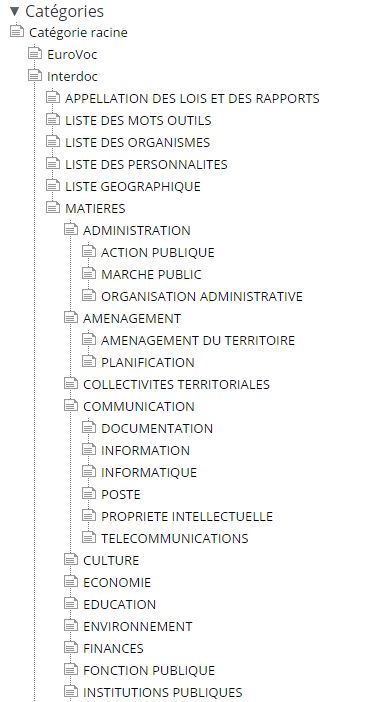 Catégories
Catégorie racine
EuroVoc
Interdoc
APPELLATION DES LOIS ET DES RAPPORTS
LISTE DES MOTS OUTILS
LISTE DES ORGANISMES
LISTE DES PERSONNALITES
LISTE GEOGRAPHIQUE
MATIERES
ADMINISTRATION
ACTION PUBLIQUE
MARCHE PUBLIC
ORGANISATION ADMINISTRATIVE
AMENAGEMENT
AMENAGEMENT DU TERRITOIRE
PLANIFICATION
COLLECTIVITES TERRITORIALES
COMMUNICATION
DOCUMENTATION
INFORMATION
INFORMATIQUE
POSTE
PROPRIETE INTELLECTUELLE
TELECOMMUNICATIONS
CULTURE
ECONOMIE
EDUCATION
ENVIRONNEMENT
FINANCES
FONCTION PUBLIQUE
INSTITUTIONS PUBLIQUES